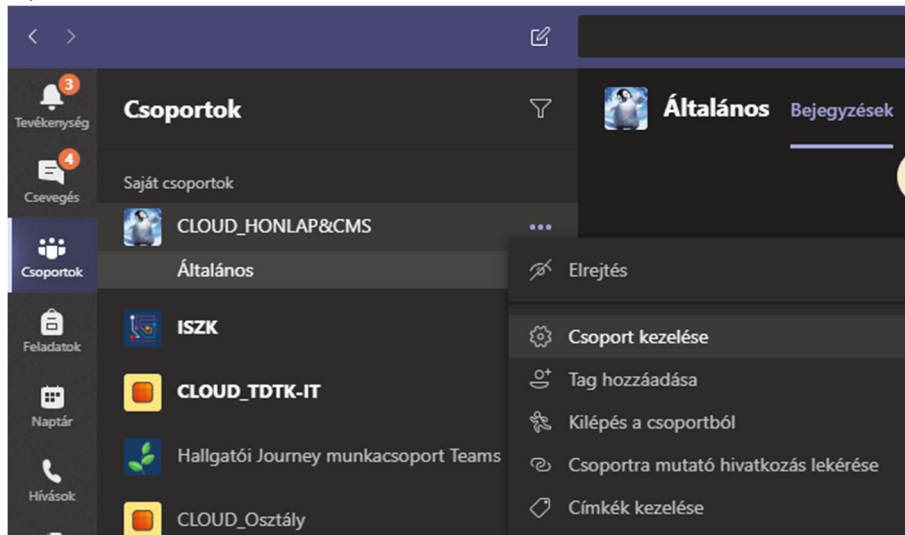 3
Tevékenység
4
Csevegés
Csoportok
Feladatok
Naptár
Hívások
Csoportok
Saját csoportok
CLOUD_HONLAP&CMS
Általános
ISZK
CLOUD_TDTK-IT
Hallgatói Journey munkacsoport Teams
CLOUD_Osztály
Általános Bejegyzések
Elrejtés
Csoport kezelése
Tag hozzáadása
Kilépés a csoportból
Csoportra mutató hivatkozás lekérése
Címkék kezelése